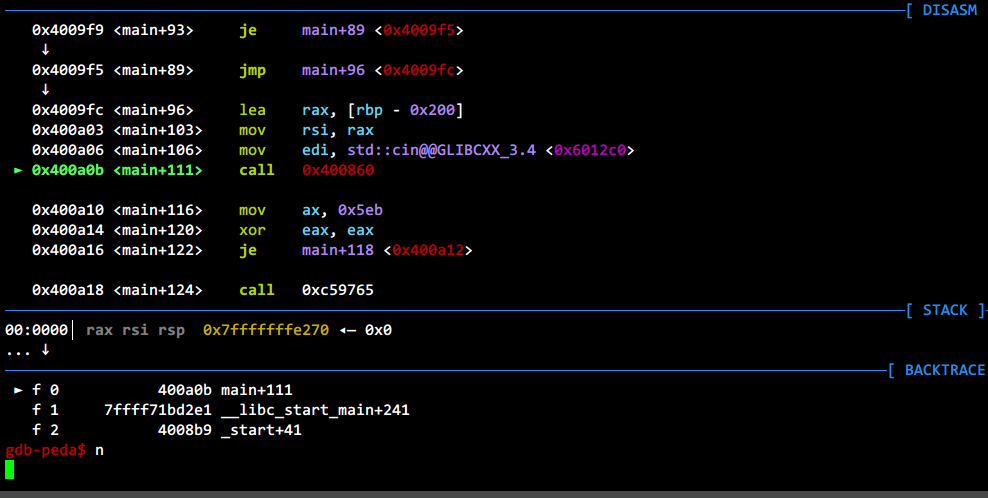 [ DISASM
0x4009f9 <main+93> je main+89 <0x4009f5>
↓
0x4009f5 <main+89> jmp main+96 <0x4009fc>
↓
0x4009fc <main+96> lea rax, [rbp - 0x200]
0x400a03 <main+103> mov rsi, rax
0x400a06 <main+106> mov edi, std::cin@@GLIBCXX_3.4 <0x6012c0>
► 0x400a0b <main+111> call 0x400860
0x400a10 <main+116> mov ax, 0x5eb
0x400a14 <main+120> xor eax, eax
0x400a16 <main+122> je main+118 <0x400a12>
0x400a18 <main+124> call 0xc59765
[ STACK ]
00:0000│ rax rsi rsp 0x7fffffffe270 ◂— 0x0
... ↓
[ BACKTRACE
► f 0 400a0b main+111
f 1 7ffff71bd2e1 __libc_start_main+241
f 2 4008b9 _start+41
gdb-peda$ n